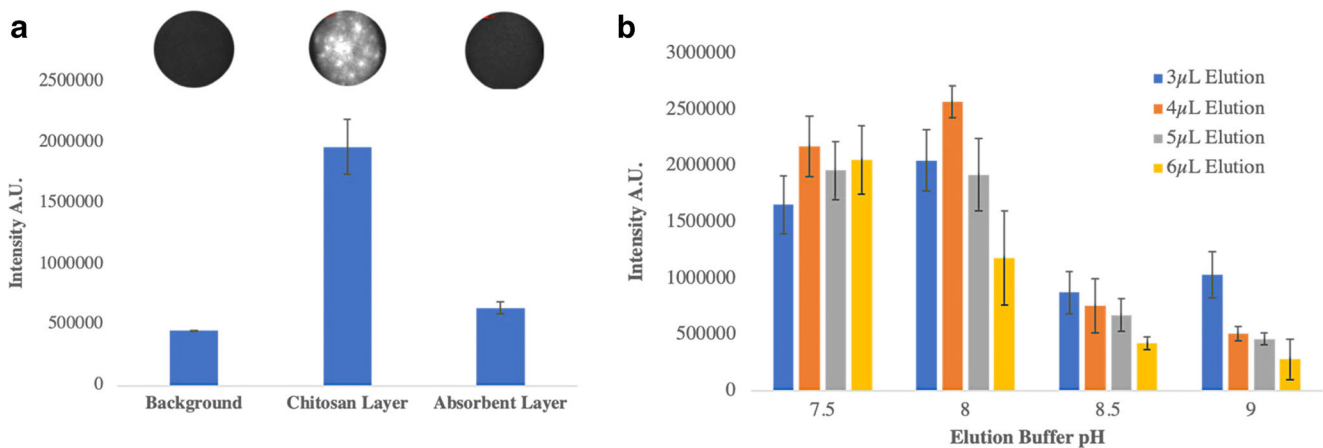 a
2500000
2000000
1500000
1000000
500000
0
Intensity A.U.
Background
Chitosan Layer
Absorbent Layer
b
3000000
2500000
2000000
1500000
1000000
500000
0
Intensity A.U.
3µL Elution
4µL Elution
5µL Elution
6µL Elution
7.5
8
8.5
9
Elution Buffer pH